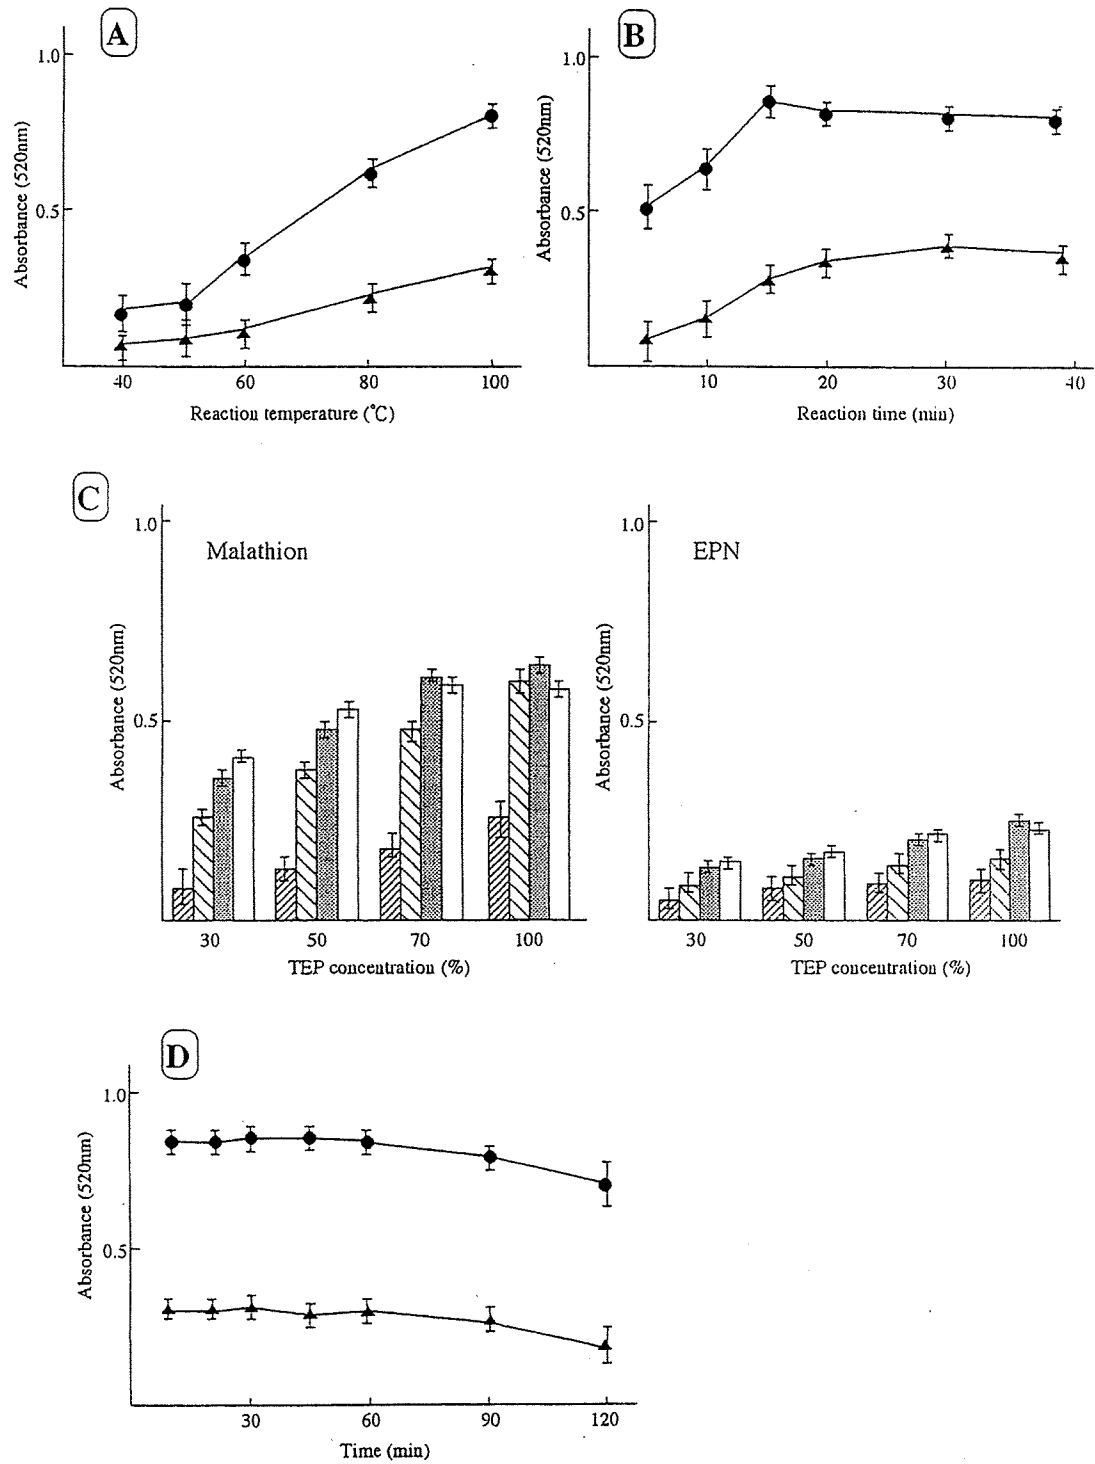 A
1.0
0.5
Absorbance (520nm)
40 60 80 100
Reaction temperature (°C)
B
1.0
0.5
Absorbance (520nm)
10 20 30 40
Reaction time (min)
C
1.0
Malathion
0.5
Absorbance (520nm)
30 50 70 100
TEP concentration (%)
1.0
EPN
0.5
Absorbance (520nm)
30 50 70 100
TEP concentration (%)
D
1.0
0.5
Absorbance (520nm)
30 60 90 120
Time (min)